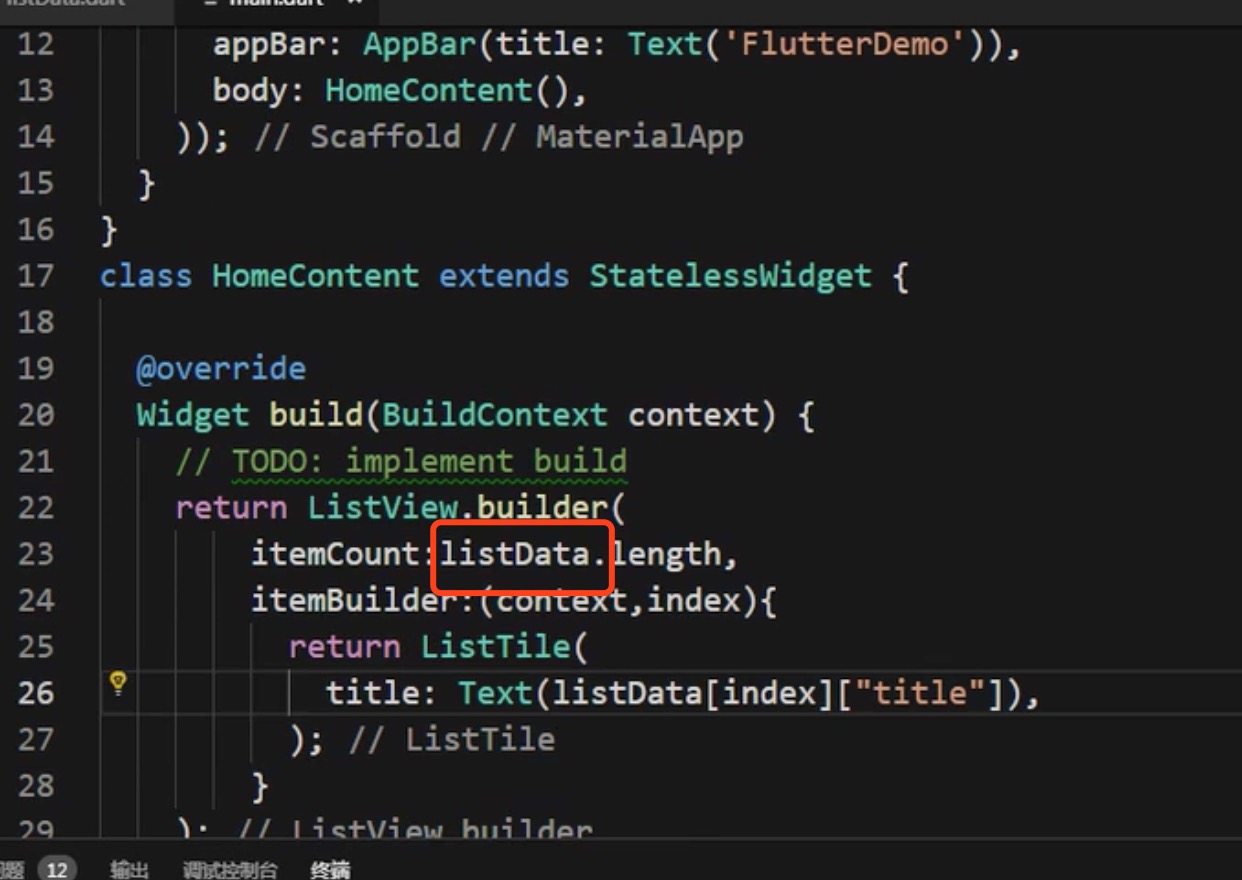 listData.dart main.dart ×
12 appBar: AppBar(title: Text('FlutterDemo')),
13 body: HomeContent(),
14 )); // Scaffold // MaterialApp
15 }
16 }
17 class HomeContent extends StatelessWidget {
18
19 @override
20 Widget build(BuildContext context) {
21 // TODO: implement build
22 return ListView.builder(
23 itemCount:listData.length,
24 itemBuilder:(context,index){
25 return ListTile(
26 title: Text(listData[index]["title"]),
27 ); // ListTile
28 }
29 ); // ListView.builder
题 12 输出 调试控制台 终端